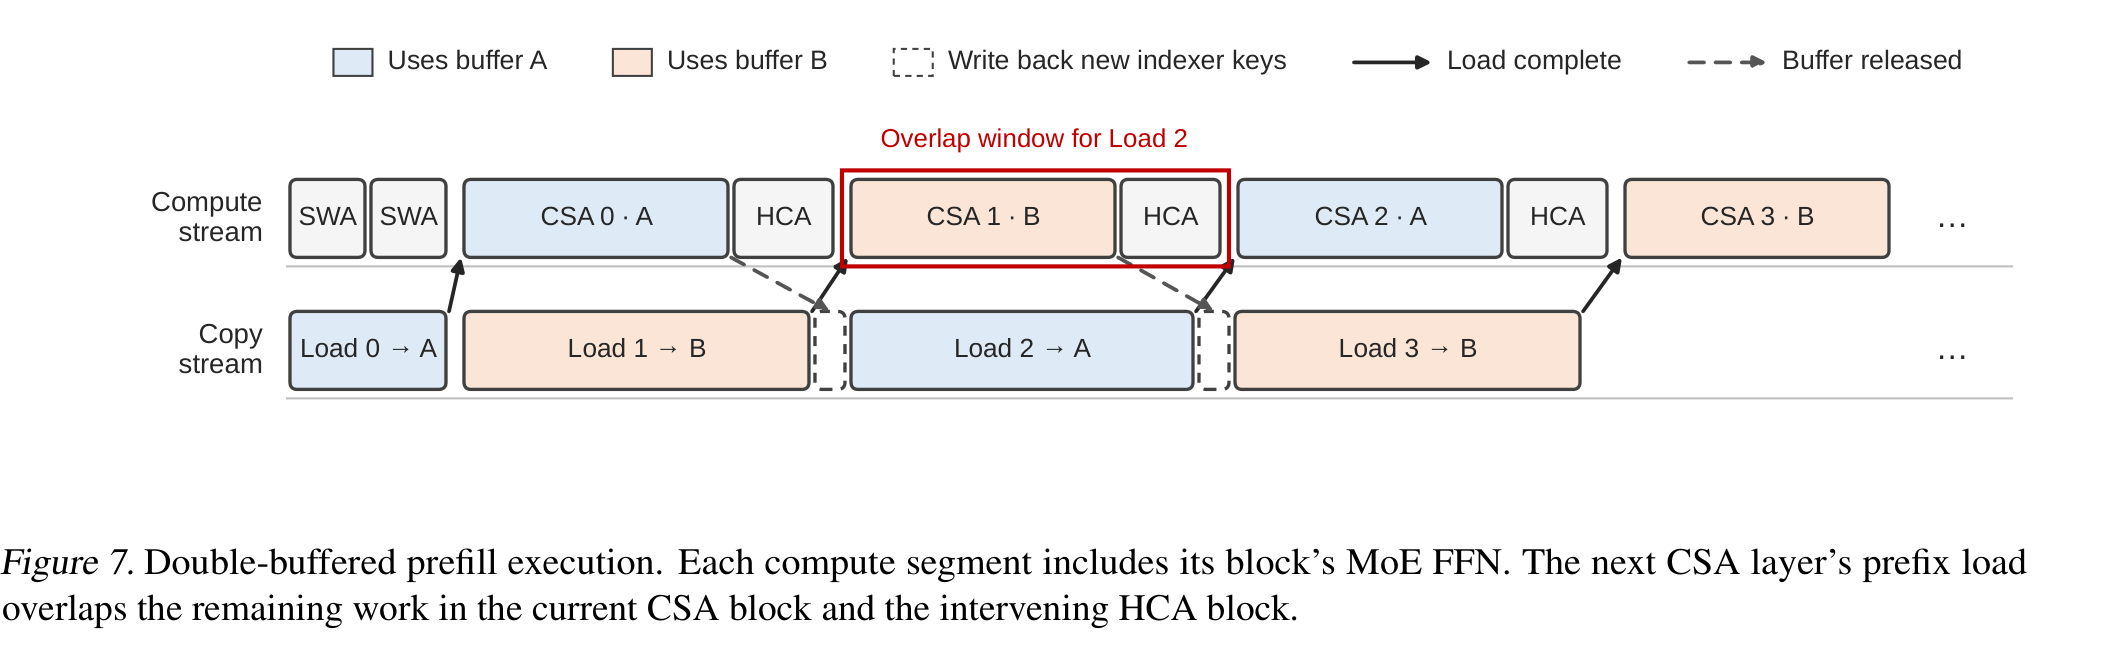 Uses buffer A
Uses buffer B
Write back new indexer keys
Load complete
Buffer released
Overlap window for Load 2
Compute
stream
SWA
SWA
CSA 0 · A
HCA
CSA 1 · B
HCA
CSA 2 · A
HCA
CSA 3 · B
...
Copy
stream
Load 0 → A
Load 1 → B
Load 2 → A
Load 3 → B
...
Figure 7. Double-buffered prefill execution. Each compute segment includes its block's MoE FFN. The next CSA layer's prefix load
overlaps the remaining work in the current CSA block and the intervening HCA block.